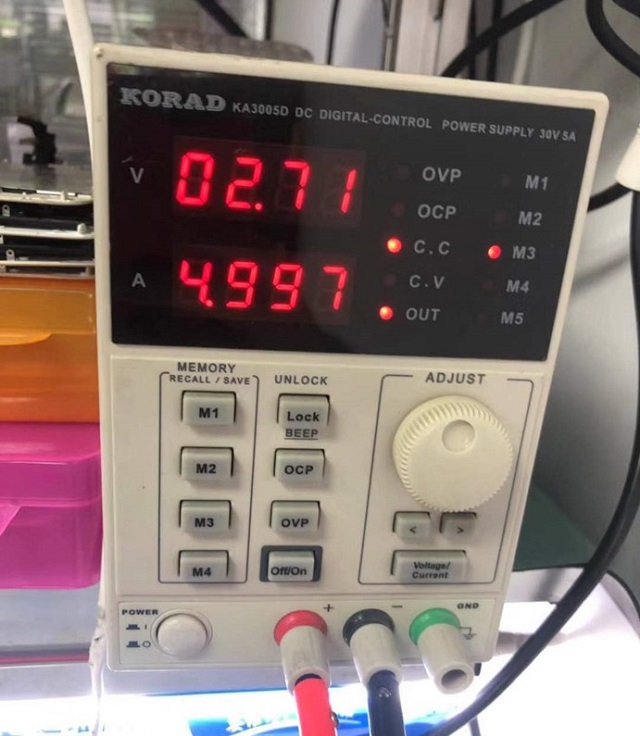 KORAD KA3005D DC DIGITAL-CONTROL POWER SUPPLY 30V 5A
V 02.71
A 4.997
OVP M1
OCP M2
C.C M3
C.V M4
OUT M5
MEMORY
RECALL / SAVE
UNLOCK
ADJUST
M1 Lock
BEEP
M2 OCP
M3 OVP
M4 Off/On
< >
Voltage/
Current
POWER
I
O
+ − GND